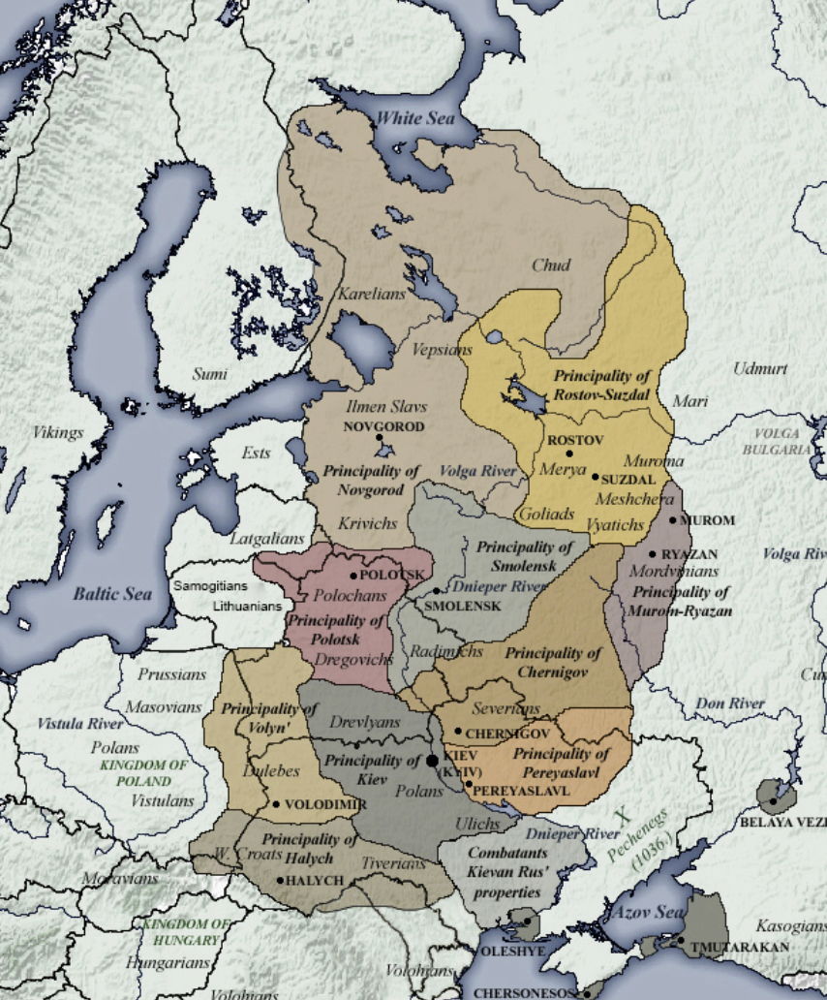 White Sea
Chud
Karelians
Vepsians
Sumi
Principality of
Rostov-Suzdal
Udmurt
Mari
Ilmen Slavs
NOVGOROD
Vikings
Ests
ROSTOV
VOLGA
BULGARIA
Principality of
Novgorod
Volga River
Merya
Muroma
SUZDAL
Meshchera
Goliads
Vyatichs
MUROM
Krivichs
Latgalians
Principality of
Smolensk
RYAZAN
Volga Riv
Mordvinians
POLOTSK
Samogitians
Baltic Sea
Polochans
Dnieper River
Lithuanians
SMOLENSK
Principality of
Murom-Ryazan
Principality of
Polotsk
Radimichs
Dregovichs
Principality of
Chernigov
Prussians
Cu
Masovians
Don River
Principality of
Volyn'
Drevlyans
Severians
Vistula River
CHERNIGOV
Polans
KINGDOM OF
POLAND
Principality of
Kiev
KIEV
(KYIV)
Principality of
Pereyaslavl
Dulebes
Polans
PEREYASLAVL
Vistulans
VOLODIMIR
X
Pechenegs
(1036.)
BELAYA VEZI
Ulichs
Dnieper River
Principality of
Halych
W. Croats
Tiverians
Combatants
Kievan Rus'
properties
Moravians
HALYCH
Azov Sea
KINGDOM OF
HUNGARY
Kasogians
OLESHYE
TMUTARAKAN
Hungarians
Volohians
Volohians
CHERSONESOS